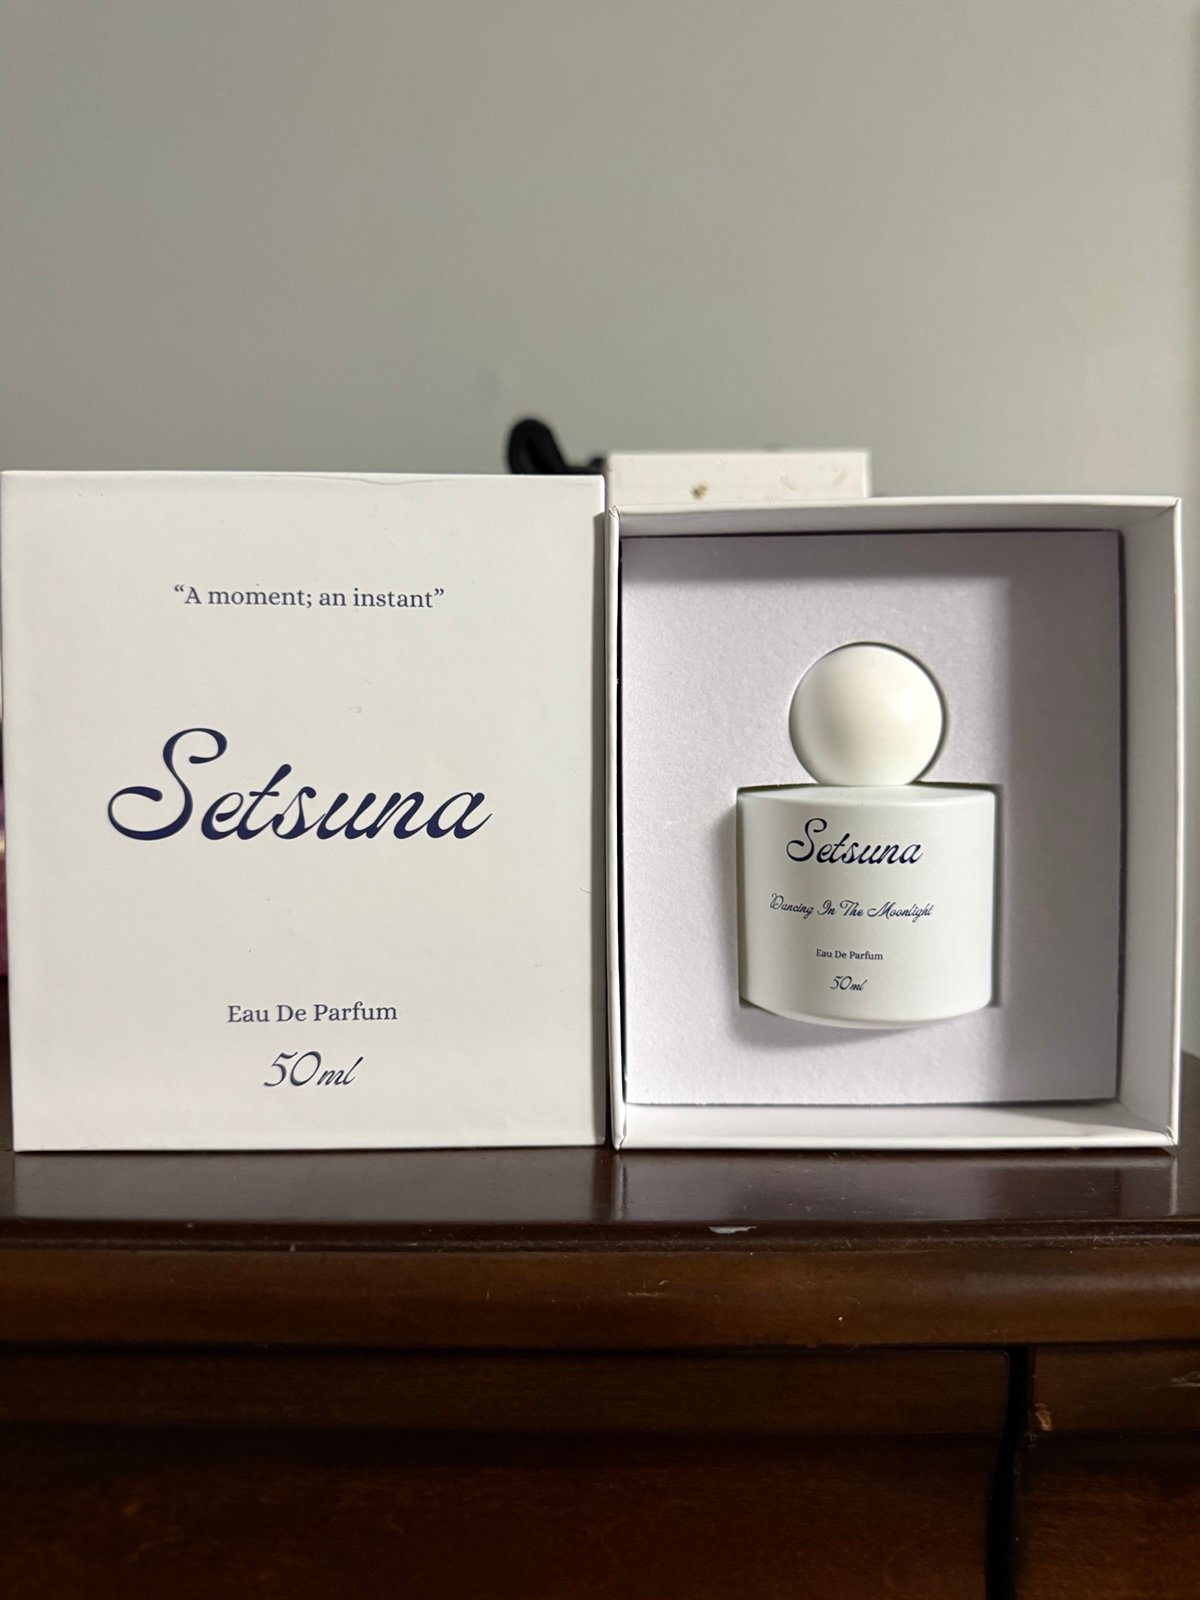 “A moment; an instant”
Setsuna
Eau De Parfum
50ml
Setsuna
Dancing In The Moonlight
Eau De Parfum
50ml